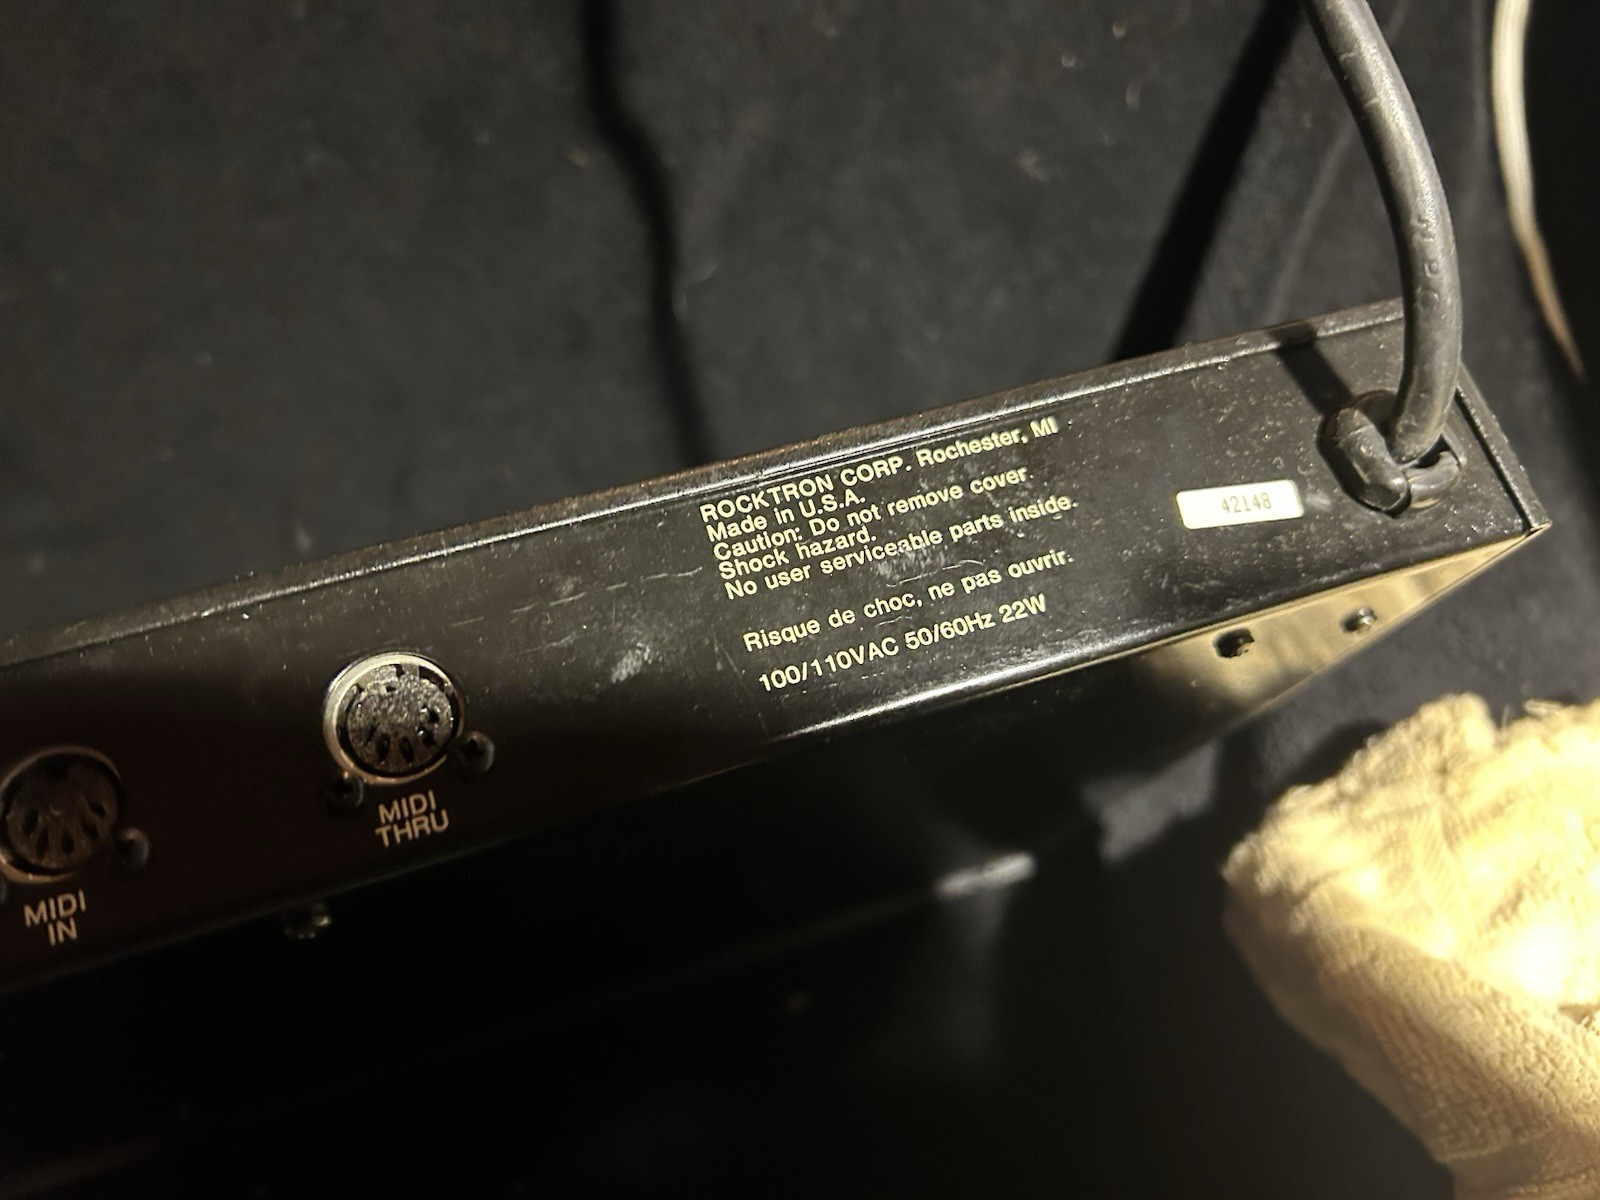 ROCKTRON CORP. Rochester, MI
Made in U.S.A.
Caution: Do not remove cover.
Shock hazard.
No user serviceable parts inside.
Risque de choc, ne pas ouvrir.
100/110VAC 50/60Hz 22W
42148
MIDI
THRU
MIDI
IN